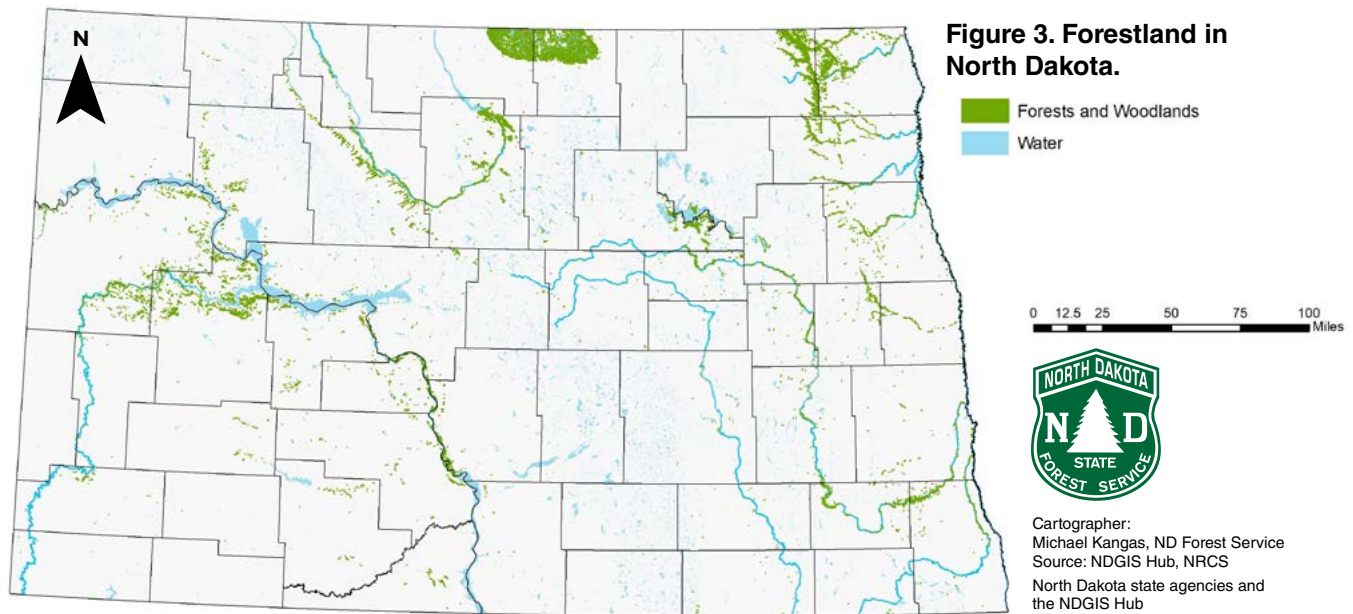 N
Figure 3. Forestland in
North Dakota.
Forests and Woodlands
Water
0 12.5 25 50 75 100
Miles
NORTH DAKOTA
N D
STATE
FOREST SERVICE
Cartographer:
Michael Kangas, ND Forest Service
Source: NDGIS Hub, NRCS
North Dakota state agencies and
the NDGIS Hub